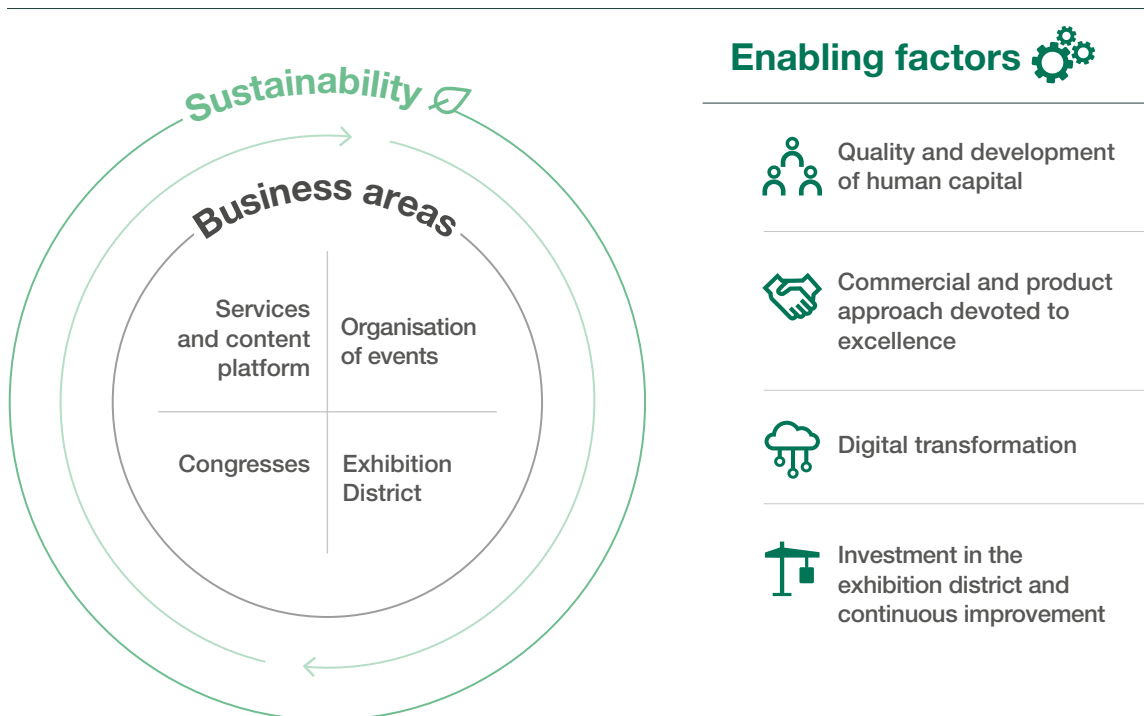 Sustainability
Business areas
Services
and content
platform
Organisation
of events
Congresses
Exhibition
District
Enabling factors
Quality and development
of human capital
Commercial and product
approach devoted to
excellence
Digital transformation
Investment in the
exhibition district and
continuous improvement